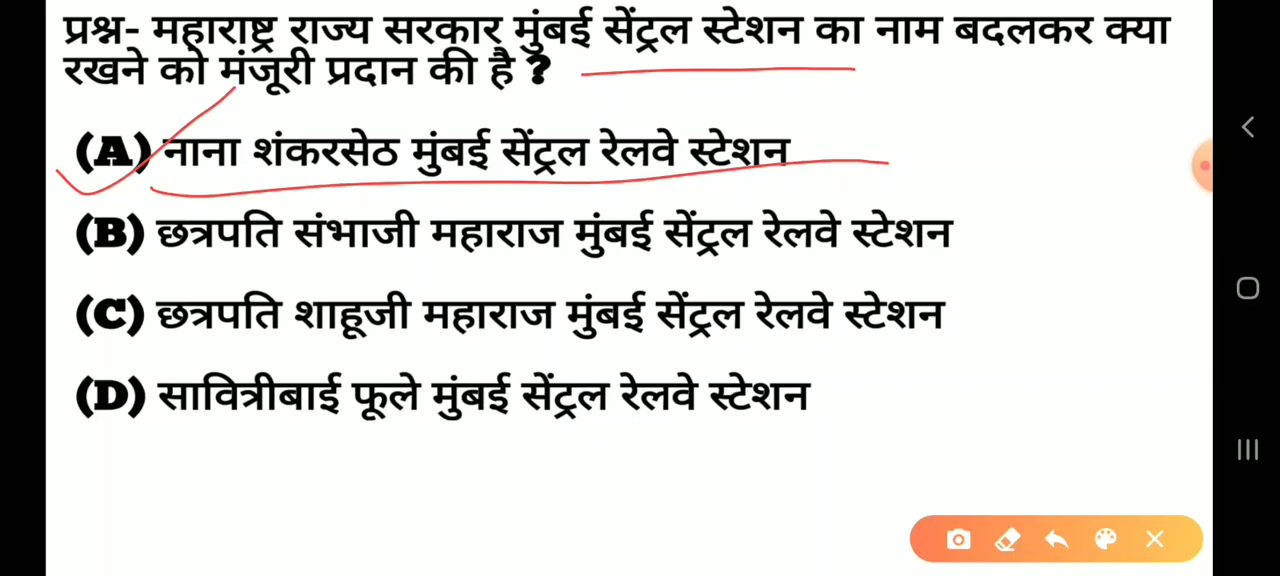 प्रश्न- महाराष्ट्र राज्य सरकार मुंबई सेंट्रल स्टेशन का नाम बदलकर क्या
रखने को मंजूरी प्रदान की है ?
(A) नाना शंकरसेठ मुंबई सेंट्रल रेलवे स्टेशन
(B) छत्रपति संभाजी महाराज मुंबई सेंट्रल रेलवे स्टेशन
(C) छत्रपति शाहूजी महाराज मुंबई सेंट्रल रेलवे स्टेशन
(D) सावित्रीबाई फूले मुंबई सेंट्रल रेलवे स्टेशन